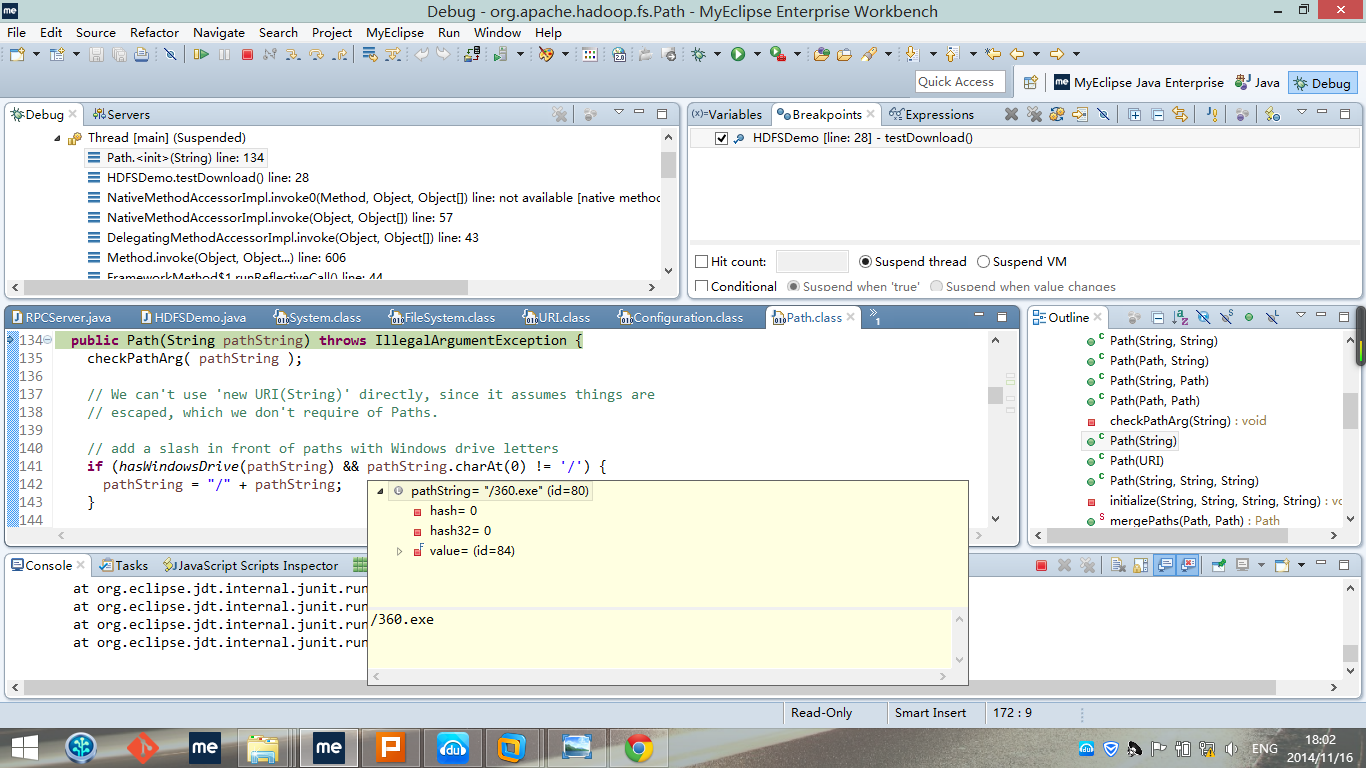 Debug - org.apache.hadoop.fs.Path - MyEclipse Enterprise Workbench
File Edit Source Refactor Navigate Search Project MyEclipse Run Window Help
Quick Access
MyEclipse Java Enterprise
Java
Debug
Debug
Servers
Thread [main] (Suspended)
Path.<init>(String) line: 134
HDFSDemo.testDownload() line: 28
NativeMethodAccessorImpl.invoke0(Method, Object, Object[]) line: not available [native metho
NativeMethodAccessorImpl.invoke(Object, Object[]) line: 57
DelegatingMethodAccessorImpl.invoke(Object, Object[]) line: 43
Method.invoke(Object, Object...) line: 606
FrameworkMethod$1.runReflectiveCall() line: 44
(x)=Variables
Breakpoints
Expressions
HDFSDemo [line: 28] - testDownload()
Hit count:
Suspend thread
Suspend VM
Conditional
Suspend when 'true'
Suspend when value changes
RPCServer.java
HDFSDemo.java
System.class
FileSystem.class
URI.class
Configuration.class
Path.class
»1
134 public Path(String pathString) throws IllegalArgumentException {
135 checkPathArg( pathString );
136
137 // We can't use 'new URI(String)' directly, since it assumes things are
138 // escaped, which we don't require of Paths.
139
140 // add a slash in front of paths with Windows drive letters
141 if (hasWindowsDrive(pathString) && pathString.charAt(0) != '/') {
142 pathString = "/" + pathString;
143 }
144
pathString= "/360.exe" (id=80)
hash= 0
hash32= 0
value= (id=84)
/360.exe
Outline
Path(String, String)
Path(Path, String)
Path(String, Path)
Path(Path, Path)
checkPathArg(String) : void
Path(String)
Path(URI)
Path(String, String, String)
initialize(String, String, String, String) : vo
mergePaths(Path, Path) : Path
Console
Tasks
JavaScript Scripts Inspector
at org.eclipse.jdt.internal.junit.run
at org.eclipse.jdt.internal.junit.run
at org.eclipse.jdt.internal.junit.run
at org.eclipse.jdt.internal.junit.run
Read-Only
Smart Insert
172 : 9
me
me
P
du
ENG
18:02
2014/11/16